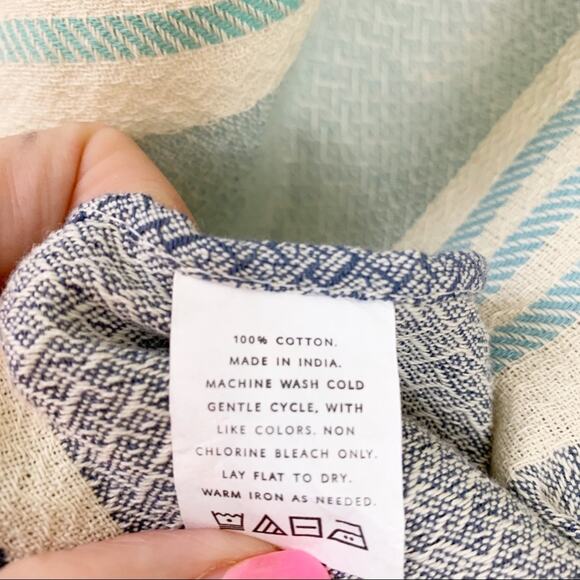 100% COTTON.
MADE IN INDIA.
MACHINE WASH COLD
GENTLE CYCLE, WITH
LIKE COLORS. NON
CHLORINE BLEACH ONLY.
LAY FLAT TO DRY.
WARM IRON AS NEEDED.